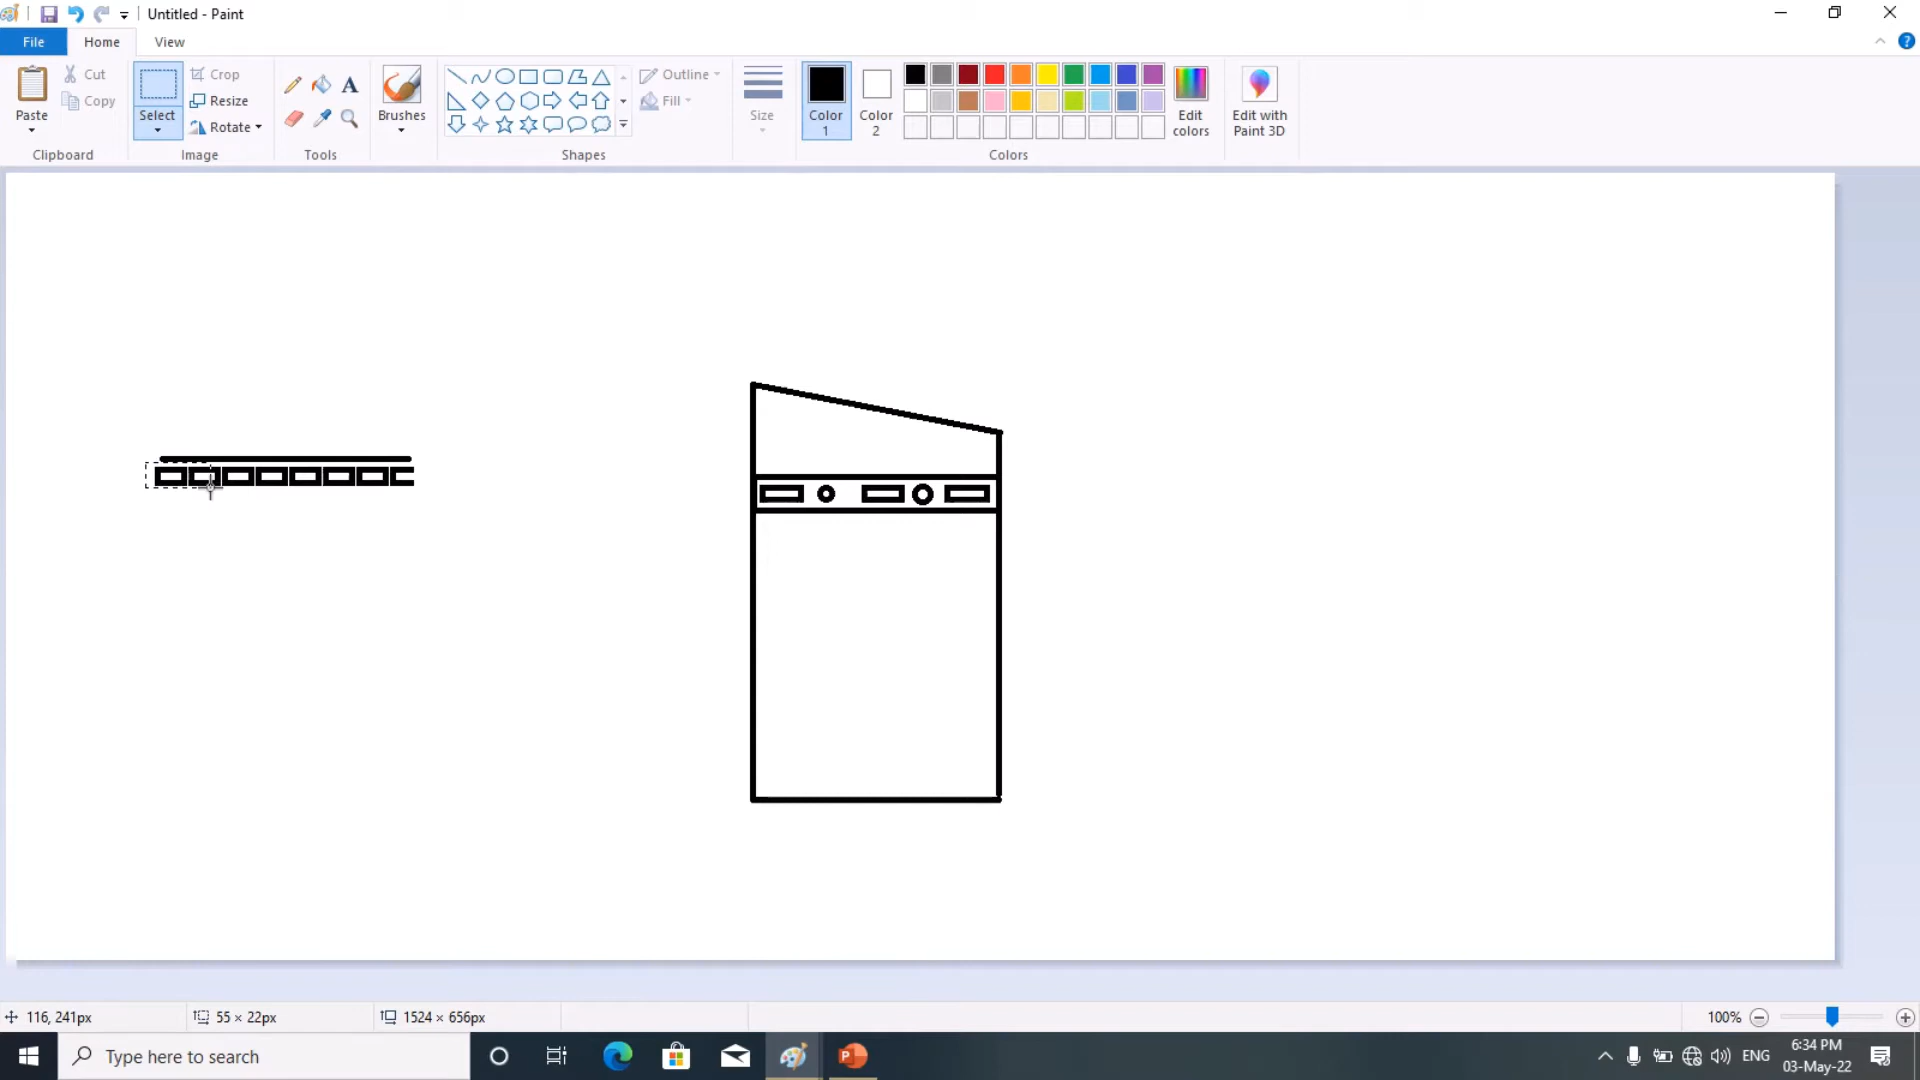 Untitled - Paint
File Home View
Paste
Cut
Copy
Clipboard
Select
Crop
Resize
Rotate
Image
A
Tools
Brushes
Shapes
Outline
Fill
Size
Color 1
Color 2
Colors
Edit colors
Edit with Paint 3D
?
116, 241px
55 × 22px
1524 × 656px
100%
Type here to search
P
ENG
6:34 PM
03-May-22